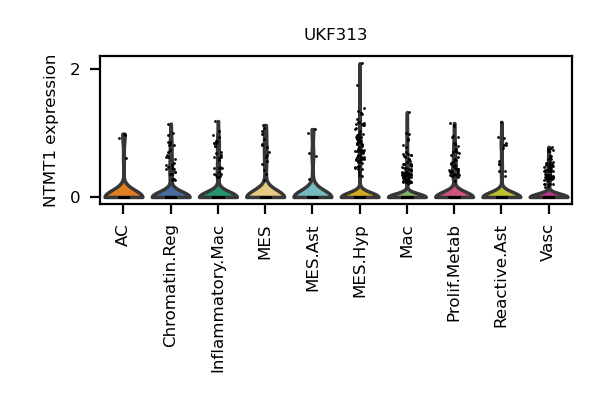 UKF313
NTMT1 expression
2
0
AC
Chromatin.Reg
Inflammatory.Mac
MES
MES.Ast
MES.Hyp
Mac
Prolif.Metab
Reactive.Ast
Vasc